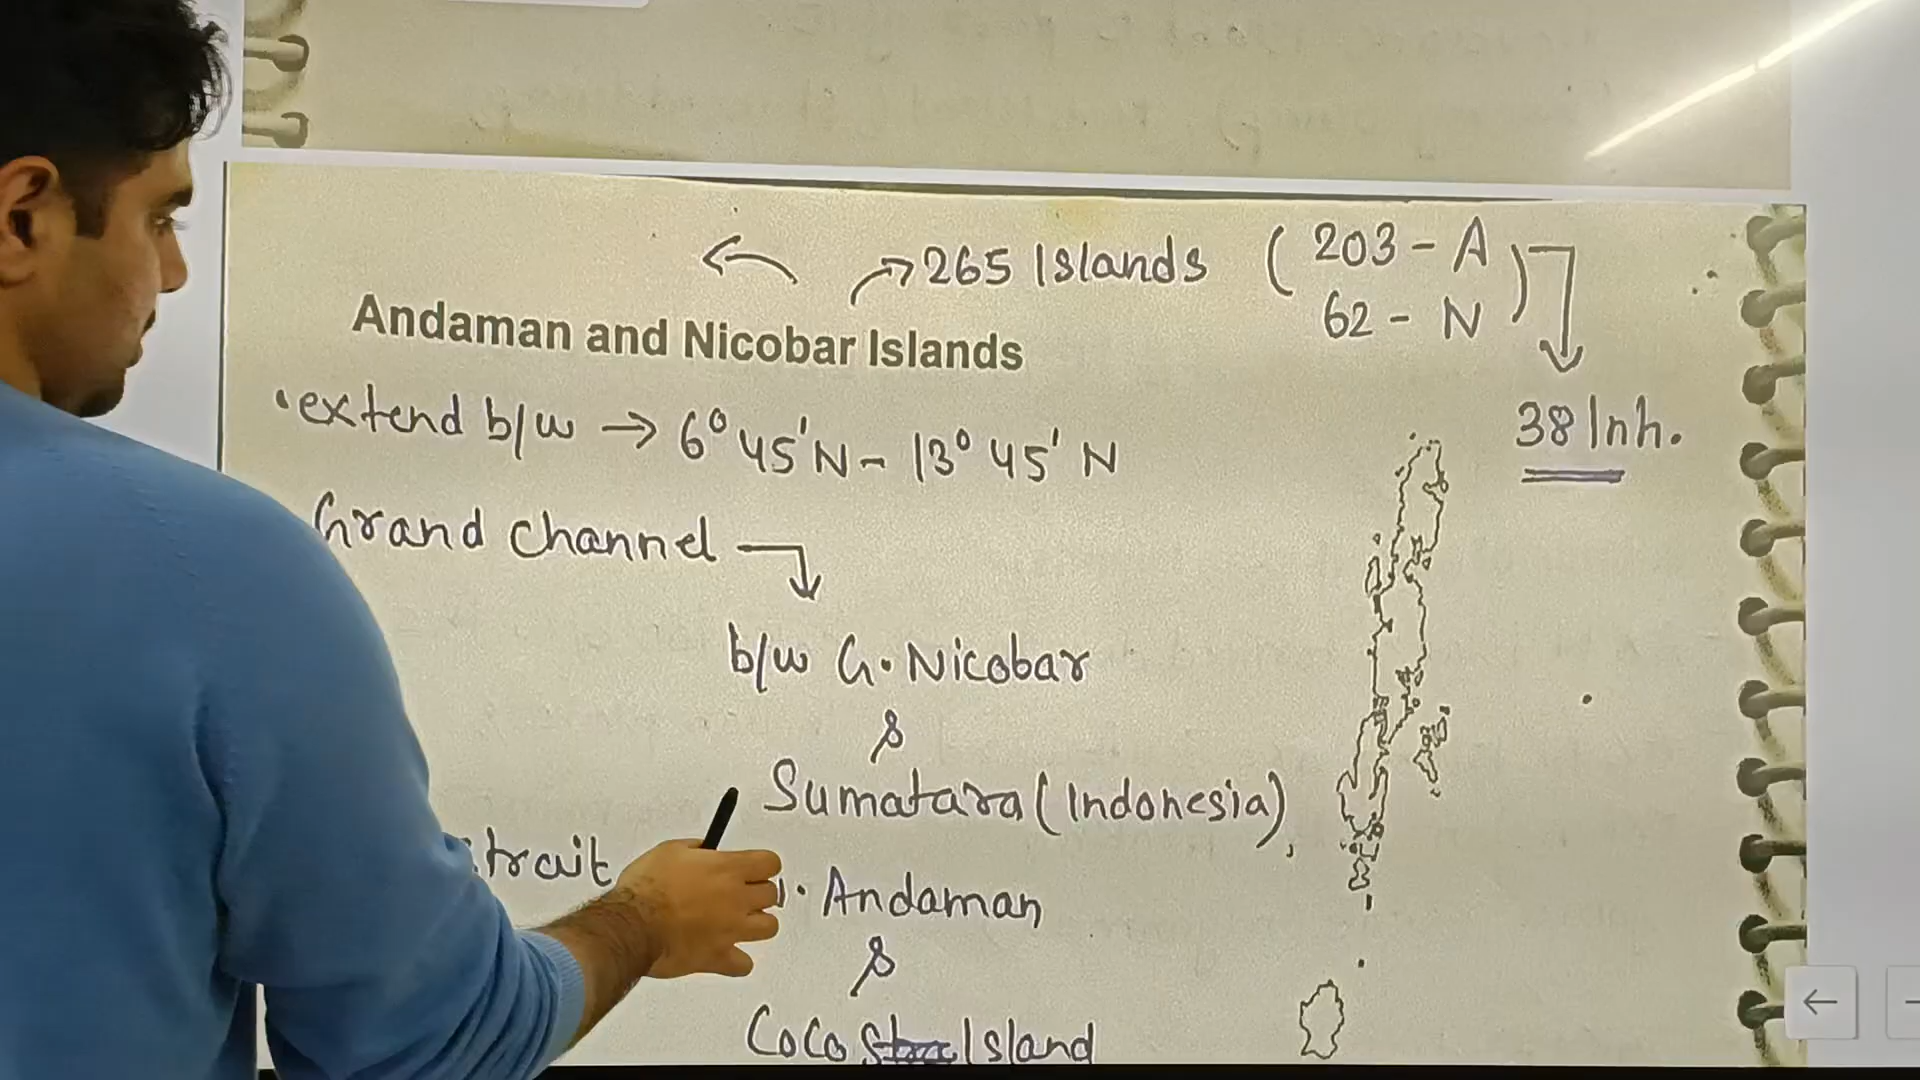 265 Islands ( 203 - A
62 - N )
Andaman and Nicobar Islands
38 Inh.
• extend b/w → 6° 45' N - 13° 45' N
Grand Channel
b/w G. Nicobar
&
Sumatara (Indonesia)
Andaman
&
CoCo Island